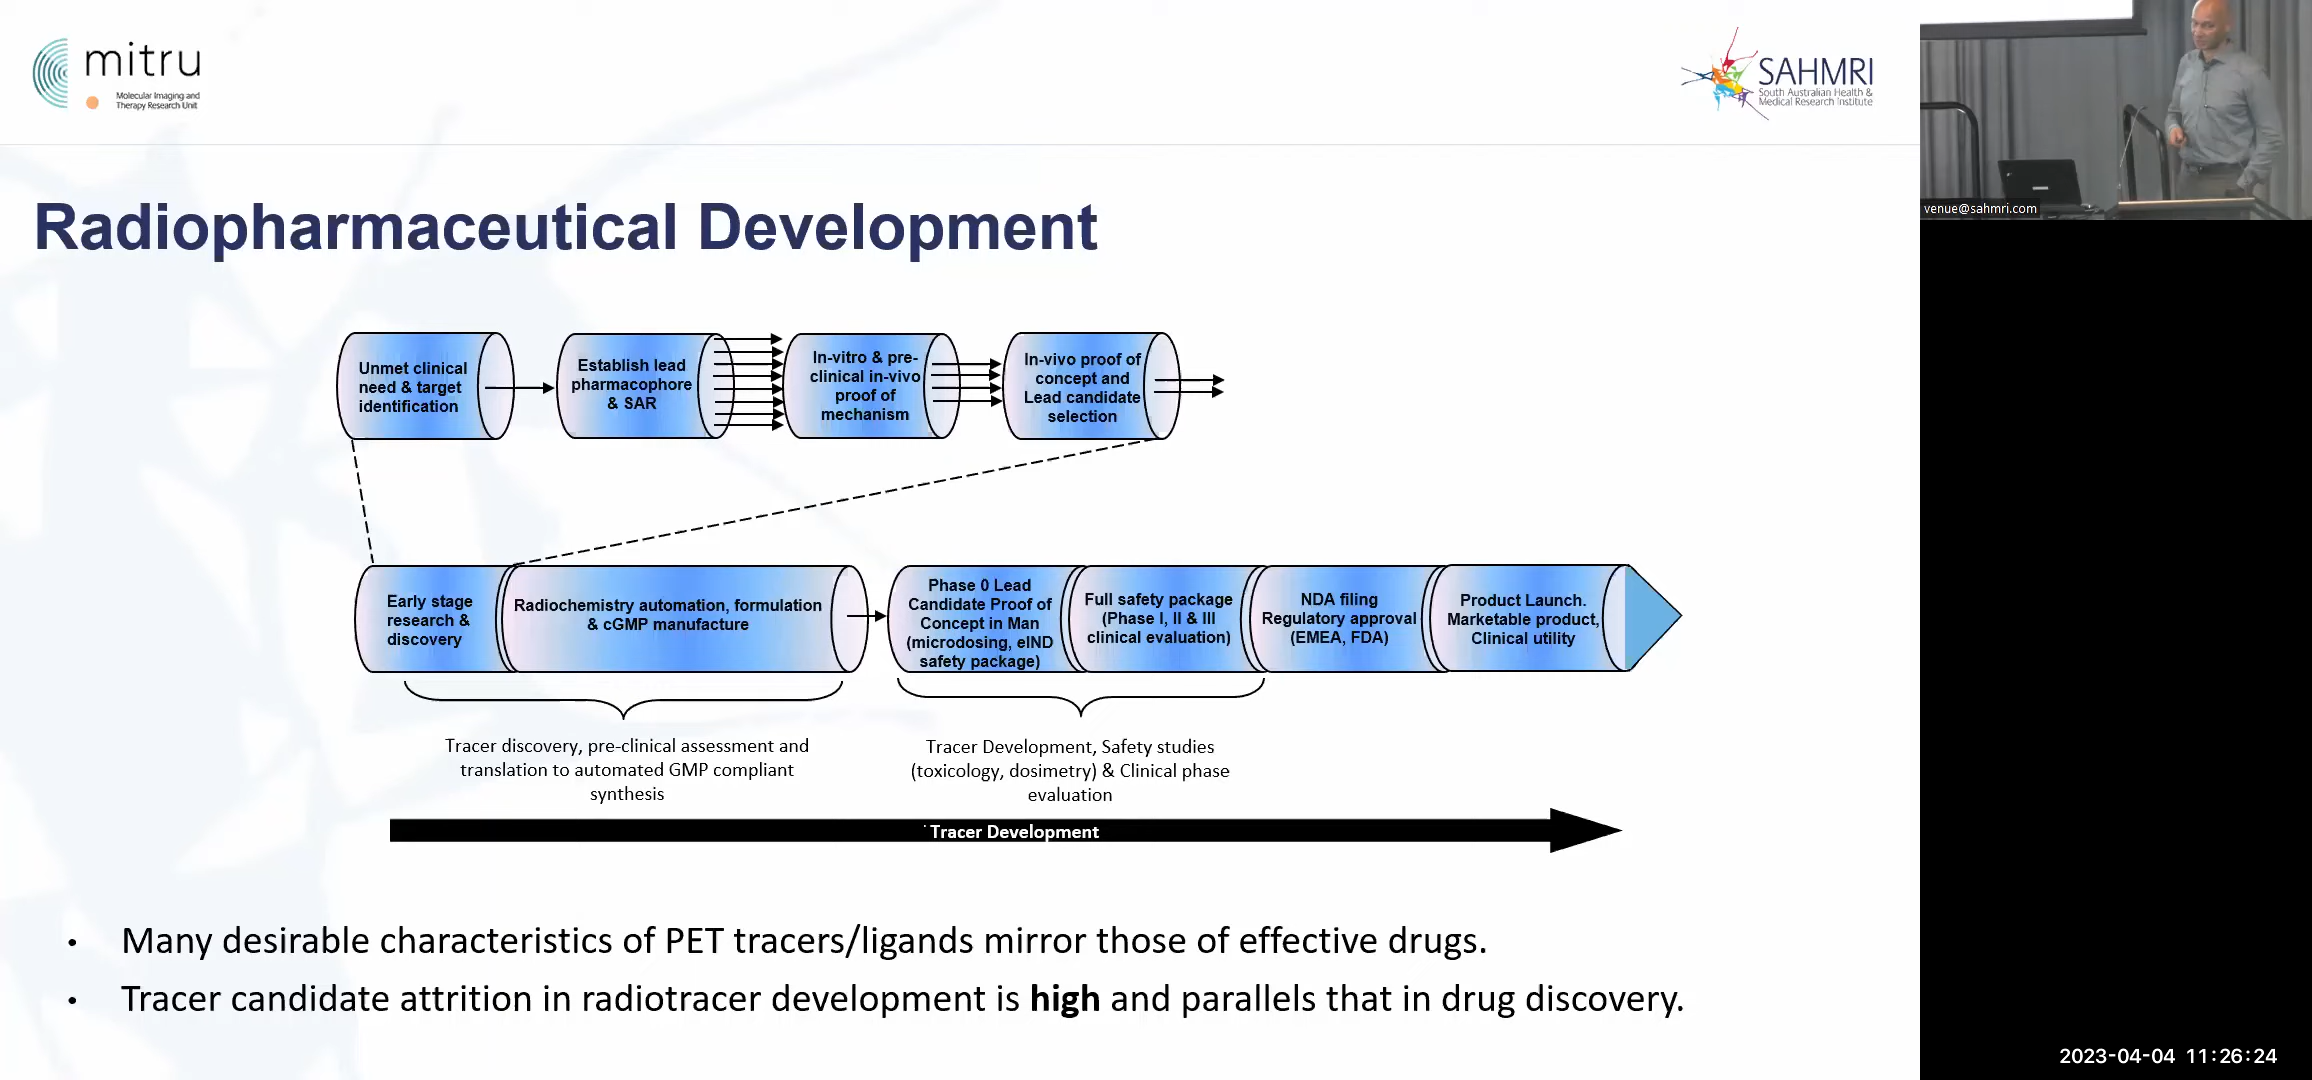 mitru
Molecular Imaging and
Therapy Research Unit
SAHMRI
South Australian Health &
Medical Research Institute
venue@sahmri.com
Radiopharmaceutical Development
Unmet clinical
need & target
identification
Establish lead
pharmacophore
& SAR
In-vitro & pre-
clinical in-vivo
proof of
mechanism
In-vivo proof of
concept and
Lead candidate
selection
Early stage
research &
discovery
Radiochemistry automation, formulation
& cGMP manufacture
Phase 0 Lead
Candidate Proof of
Concept in Man
(microdosing, eIND
safety package)
Full safety package
(Phase I, II & III
clinical evaluation)
NDA filing
Regulatory approval
(EMEA, FDA)
Product Launch.
Marketable product,
Clinical utility
Tracer discovery, pre-clinical assessment and
translation to automated GMP compliant
synthesis
Tracer Development, Safety studies
(toxicology, dosimetry) & Clinical phase
evaluation
Tracer Development
• Many desirable characteristics of PET tracers/ligands mirror those of effective drugs.
• Tracer candidate attrition in radiotracer development is high and parallels that in drug discovery.
2023-04-04 11:26:24